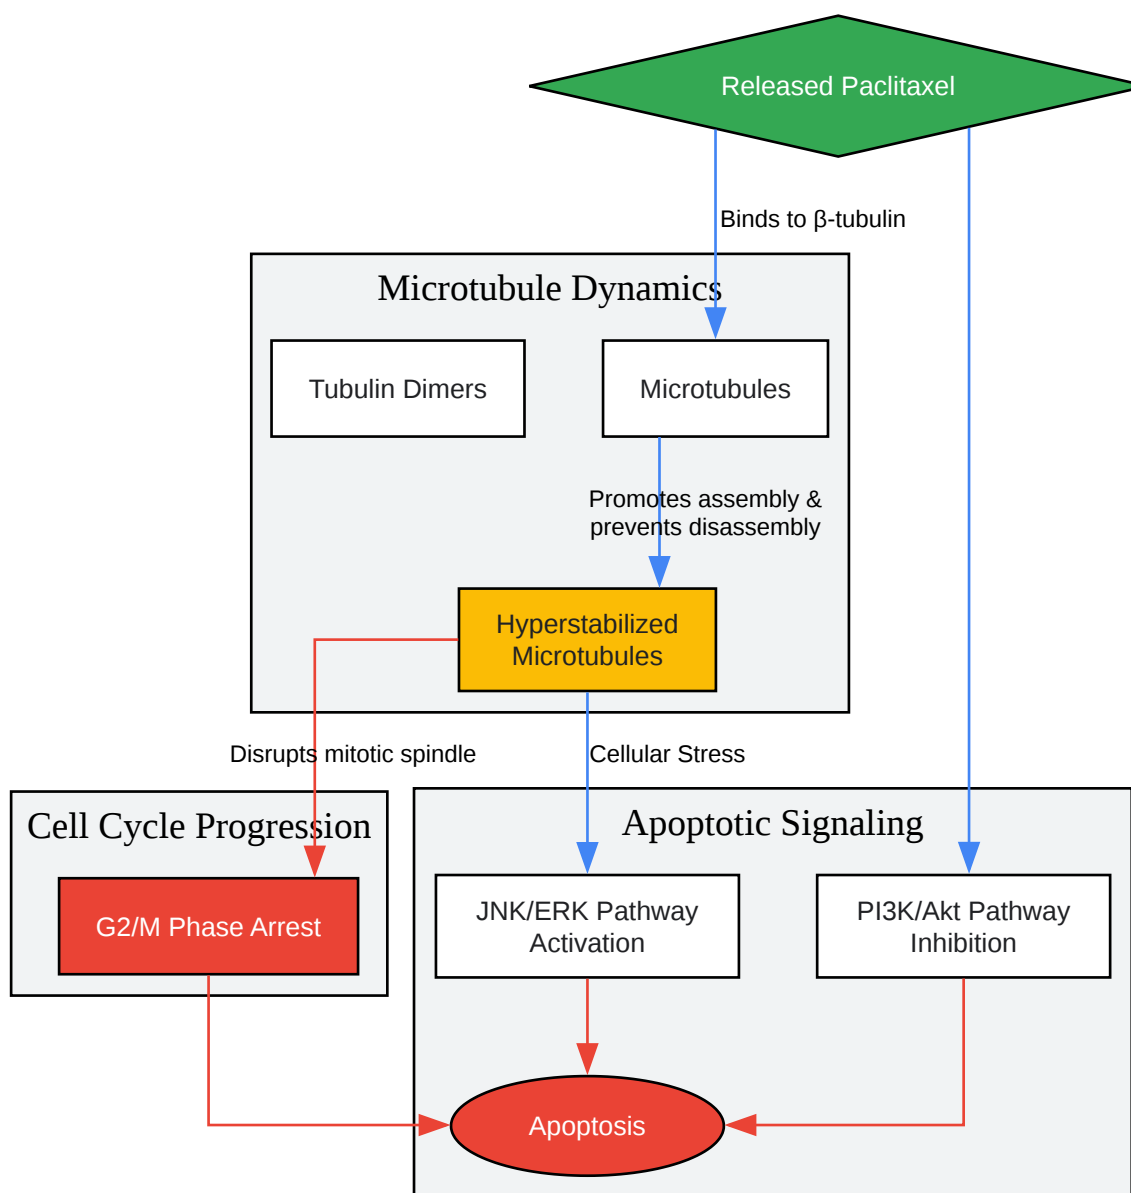 Released Paclitaxel
Binds to β-tubulin
Microtubule Dynamics
Tubulin Dimers
Microtubules
Promotes assembly &
prevents disassembly
Hyperstabilized
Microtubules
Disrupts mitotic spindle
Cellular Stress
Cell Cycle Progression
Apoptotic Signaling
G2/M Phase Arrest
JNK/ERK Pathway
Activation
PI3K/Akt Pathway
Inhibition
Apoptosis